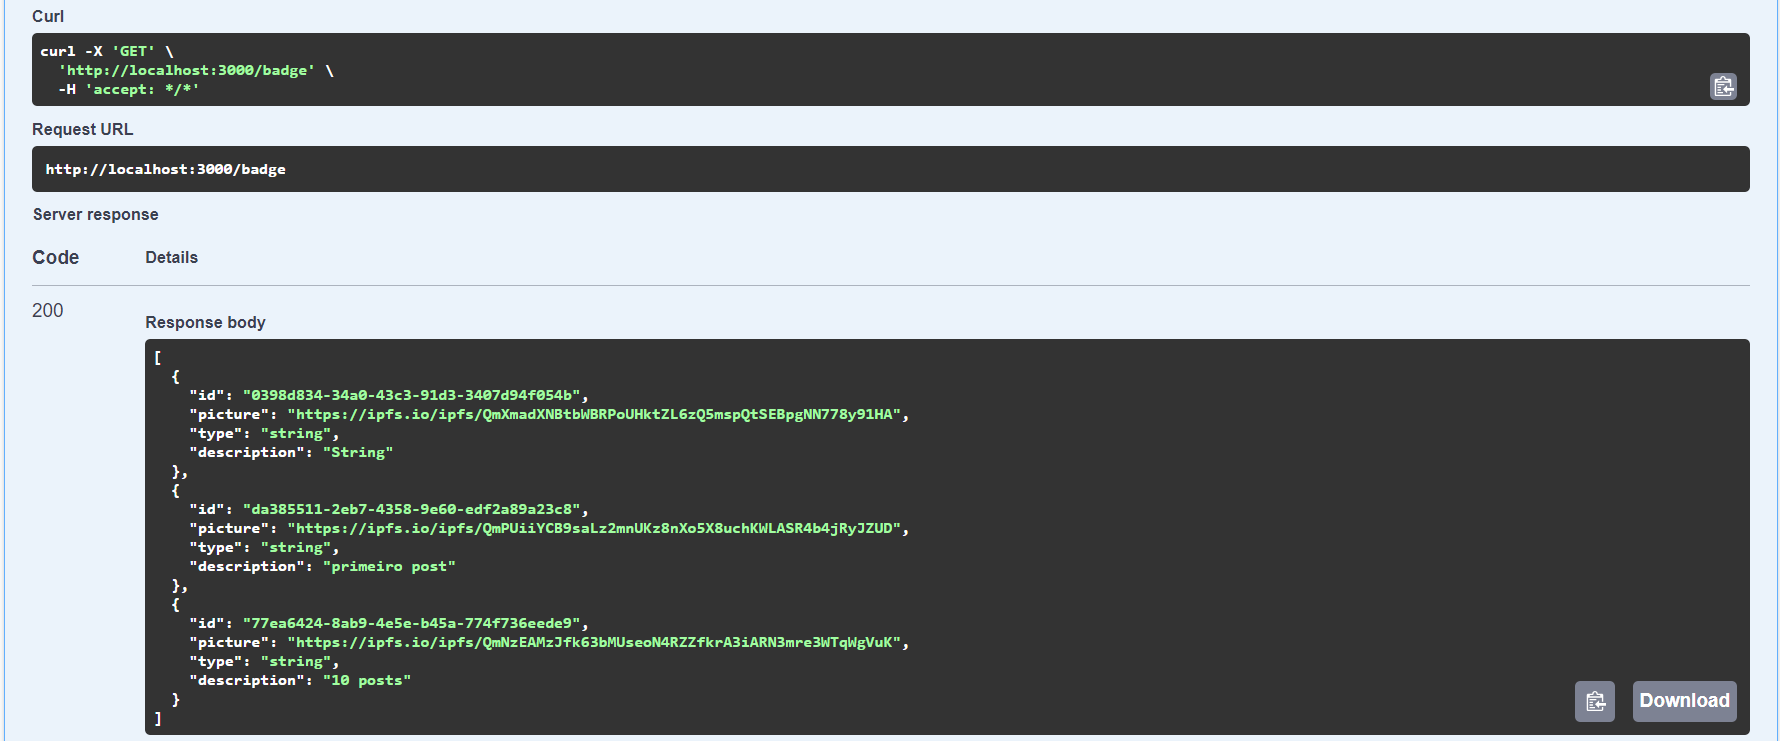 Curl
curl -X 'GET' \
  'http://localhost:3000/badge' \
  -H 'accept: */*'
Request URL
http://localhost:3000/badge
Server response
Code Details
200
Response body
[
  {
    "id": "0398d834-34a0-43c3-91d3-3407d94f054b",
    "picture": "https://ipfs.io/ipfs/QmXmadXNBtbWBRPoUHktZL6zQ5mspQtSEBpgNN778y91HA",
    "type": "string",
    "description": "String"
  },
  {
    "id": "da385511-2eb7-4358-9e60-edf2a89a23c8",
    "picture": "https://ipfs.io/ipfs/QmPUiiYCB9saLz2mnUKz8nXo5X8uchKWLASR4b4jRyJZUD",
    "type": "string",
    "description": "primeiro post"
  },
  {
    "id": "77ea6424-8ab9-4e5e-b45a-774f736eede9",
    "picture": "https://ipfs.io/ipfs/QmNzEAMzJfk63bMUseoN4RZZfkrA3iARN3mre3WTqWgVuK",
    "type": "string",
    "description": "10 posts"
  }
]
Download